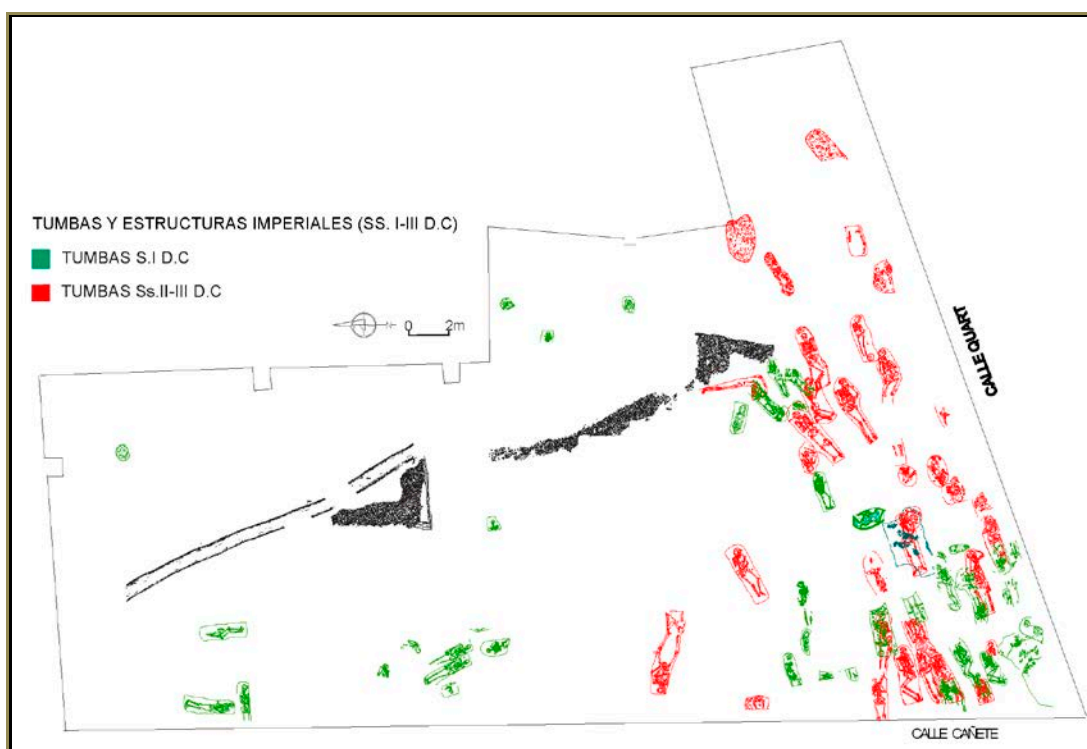 TUMBAS Y ESTRUCTURAS IMPERIALES (SS. I-III D.C)
TUMBAS S.I D.C
TUMBAS Ss.II-III D.C
0 2m
CALLE QUART
CALLE CAÑETE